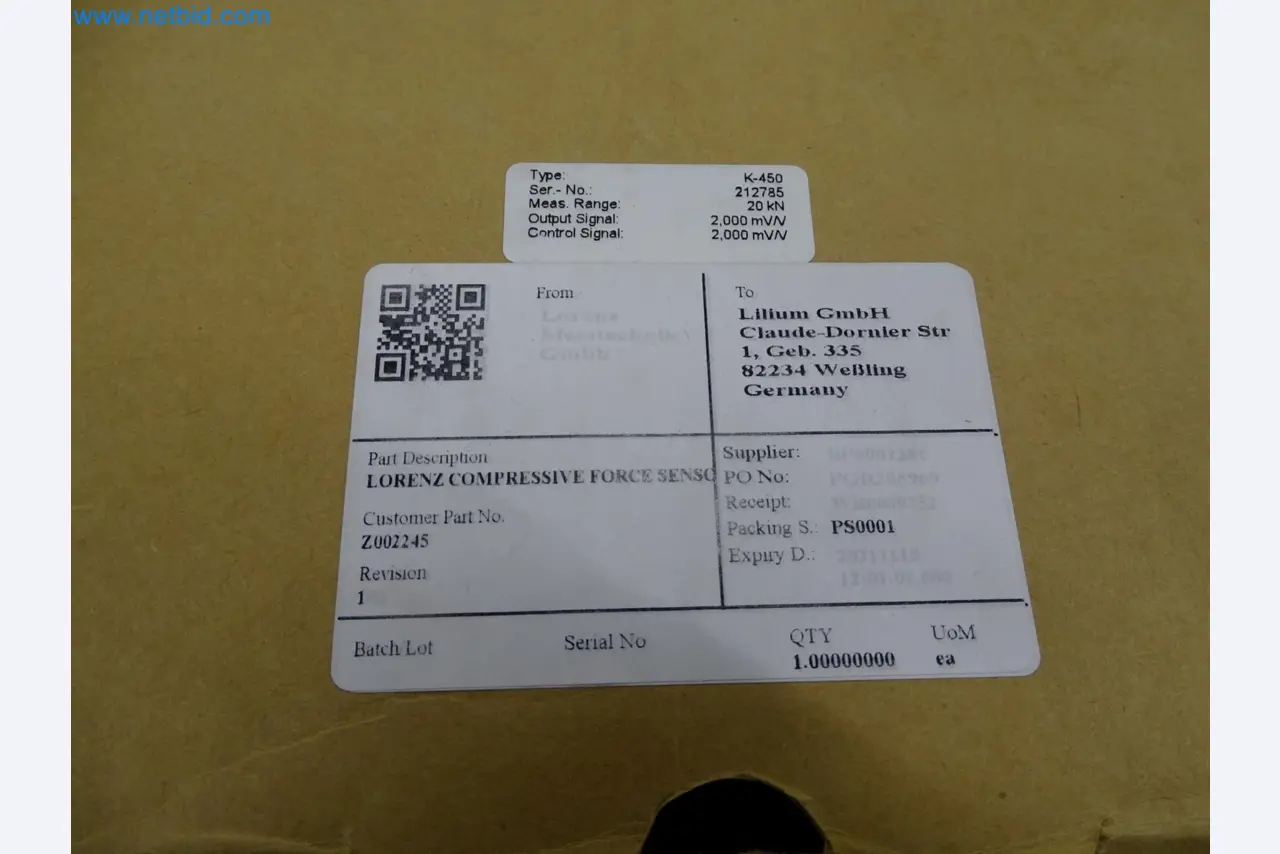 www.netbid.com
Type: K-450
Ser.- No.: 212785
Meas. Range: 20 kN
Output Signal: 2,000 mV/V
Control Signal: 2,000 mV/V
From
Lorenz
Messtechnik
GmbH
To
Lilium GmbH
Claude-Dornier Str
1, Geb. 335
82234 Weßling
Germany
Part Description
LORENZ COMPRESSIVE FORCE SENSO
Customer Part No.
Z002245
Revision
1
Supplier:
PO No:
Receipt:
Packing S.: PS0001
Expiry D.:
Batch Lot
Serial No
QTY
1.00000000
UoM
ea